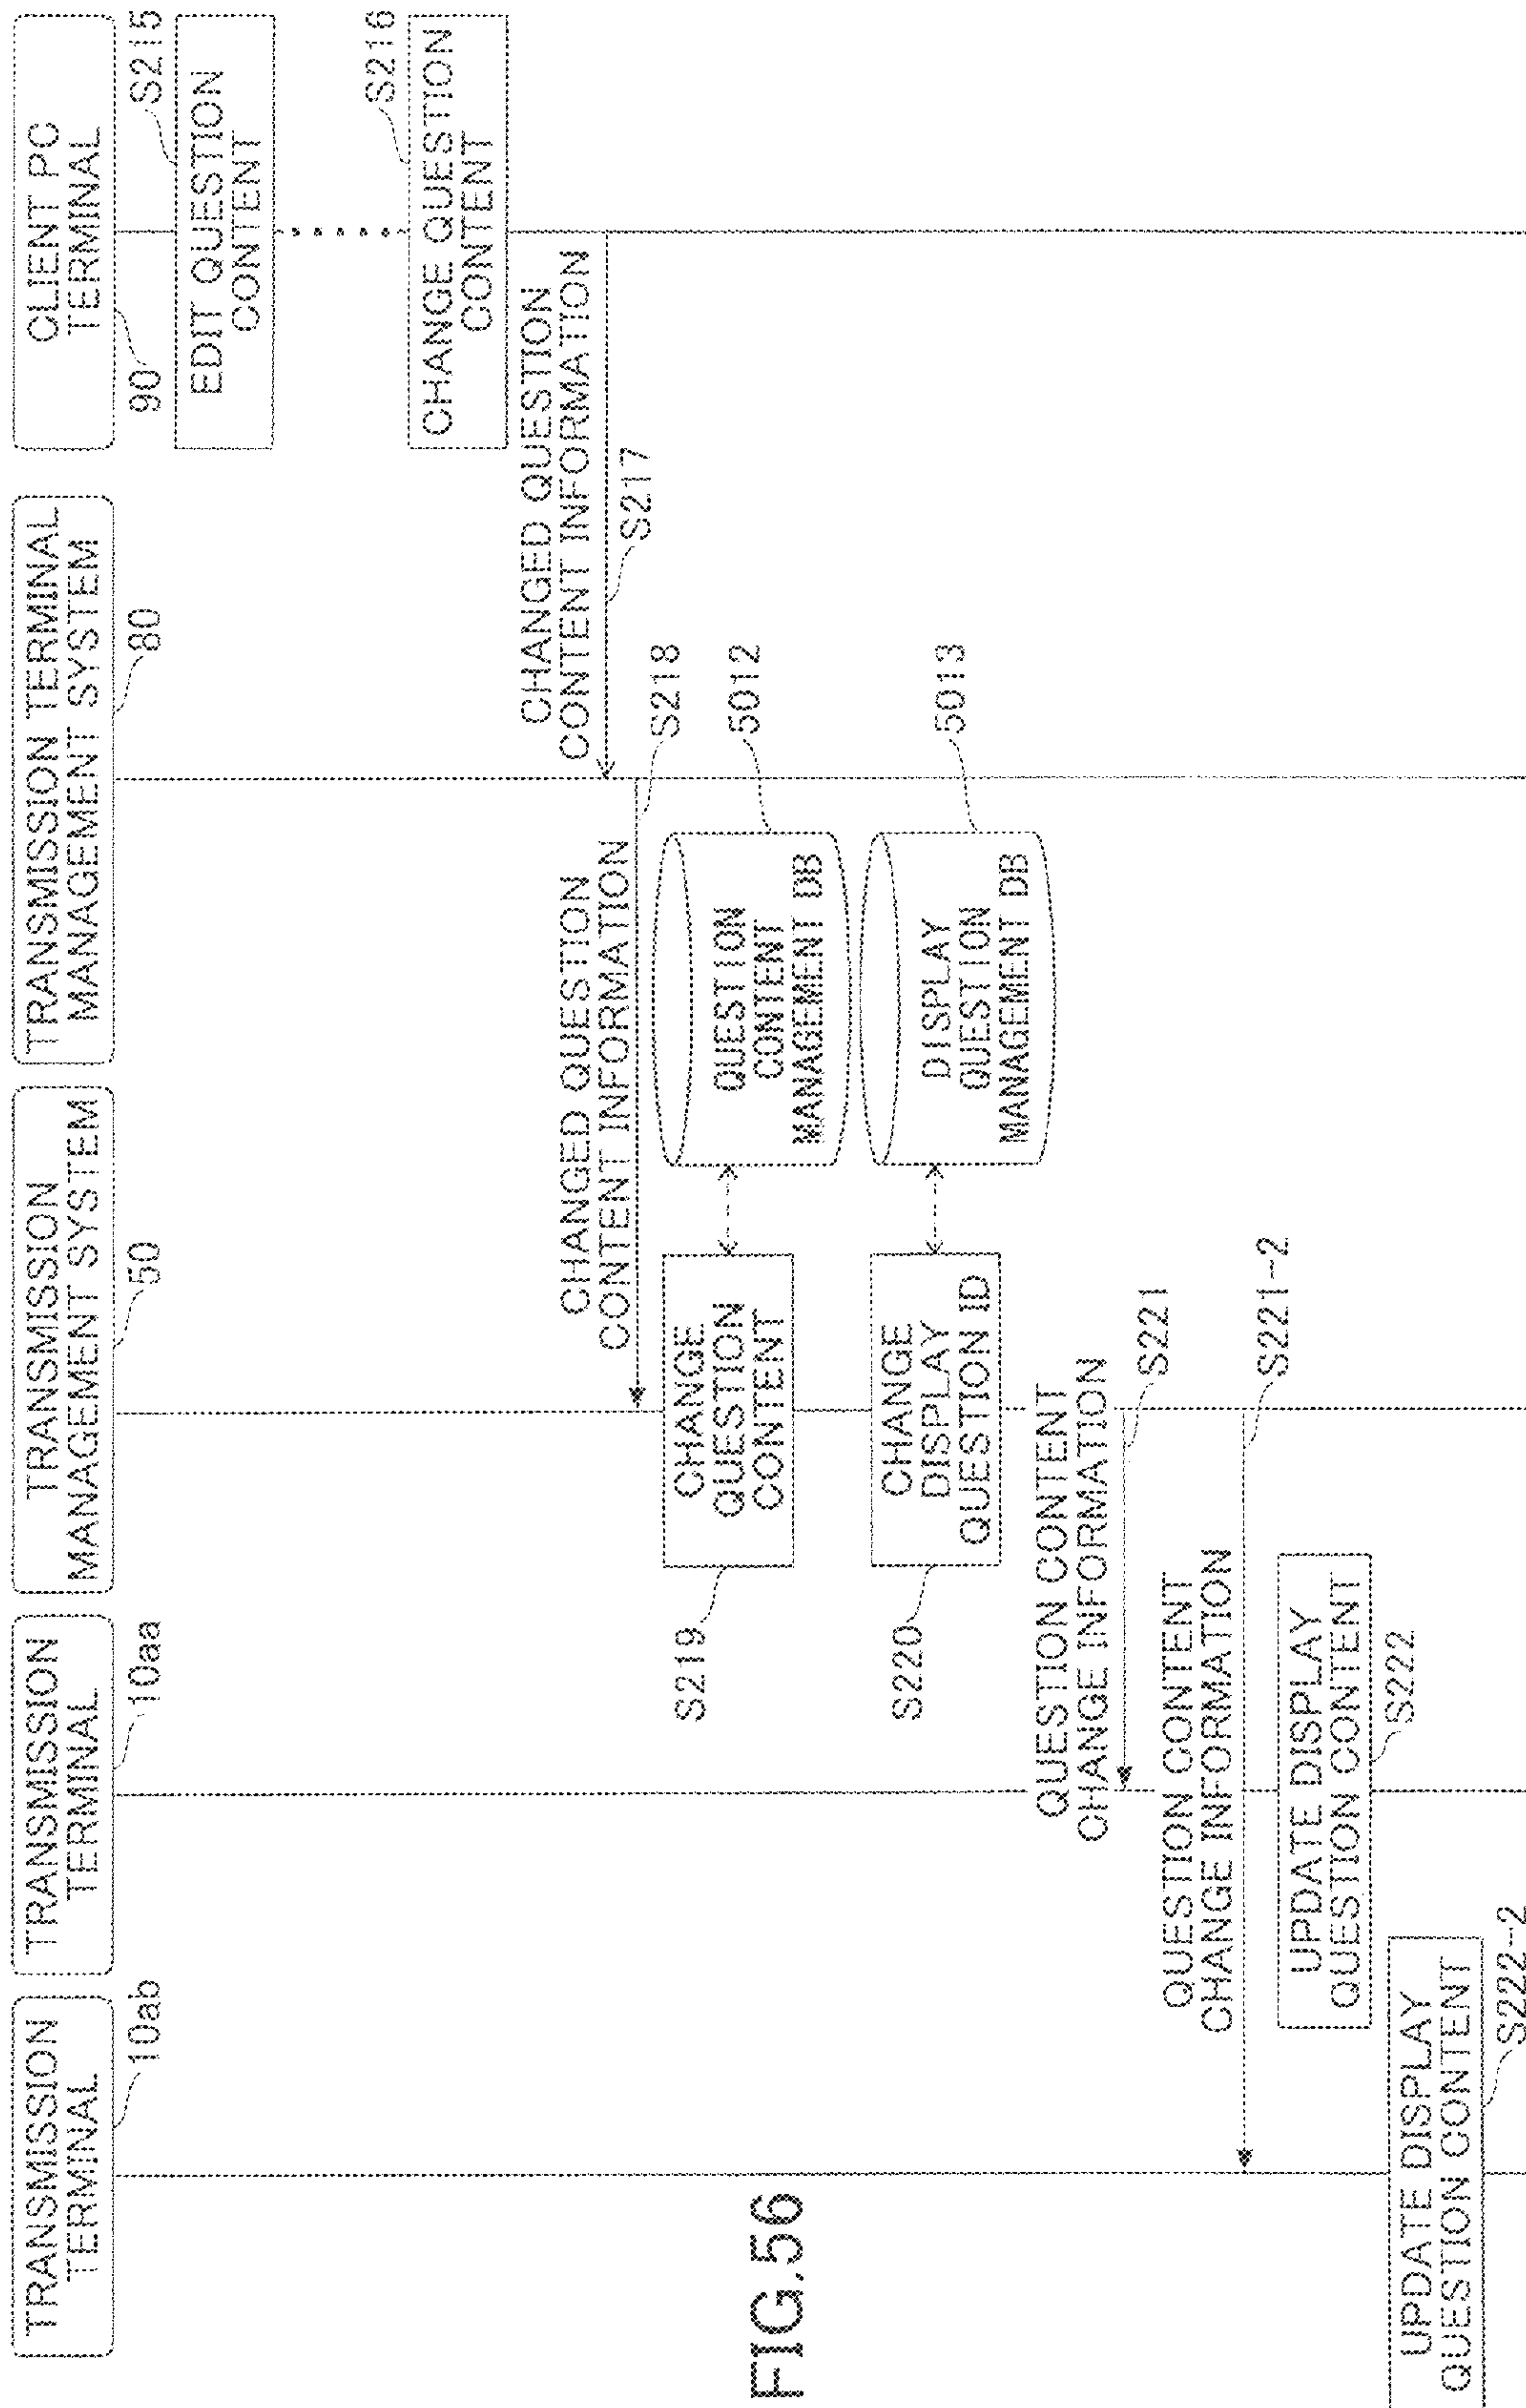 FIG.56
TRANSMISSION
TERMINAL
10ab
TRANSMISSION
TERMINAL
10aa
TRANSMISSION
MANAGEMENT SYSTEM
50
TRANSMISSION TERMINAL
MANAGEMENT SYSTEM
80
CLIENT PC
TERMINAL
90
S215
EDIT QUESTION
CONTENT
S216
CHANGE QUESTION
CONTENT
CHANGED QUESTION
CONTENT INFORMATION
S217
CHANGED QUESTION
CONTENT INFORMATION
S218
S219
CHANGE
QUESTION
CONTENT
QUESTION
CONTENT
MANAGEMENT DB
5012
S220
CHANGE
DISPLAY
QUESTION ID
DISPLAY
QUESTION
MANAGEMENT DB
5013
QUESTION CONTENT
CHANGE INFORMATION
S221
QUESTION CONTENT
CHANGE INFORMATION
S221-2
UPDATE DISPLAY
QUESTION CONTENT
S222
UPDATE DISPLAY
QUESTION CONTENT
S222-2